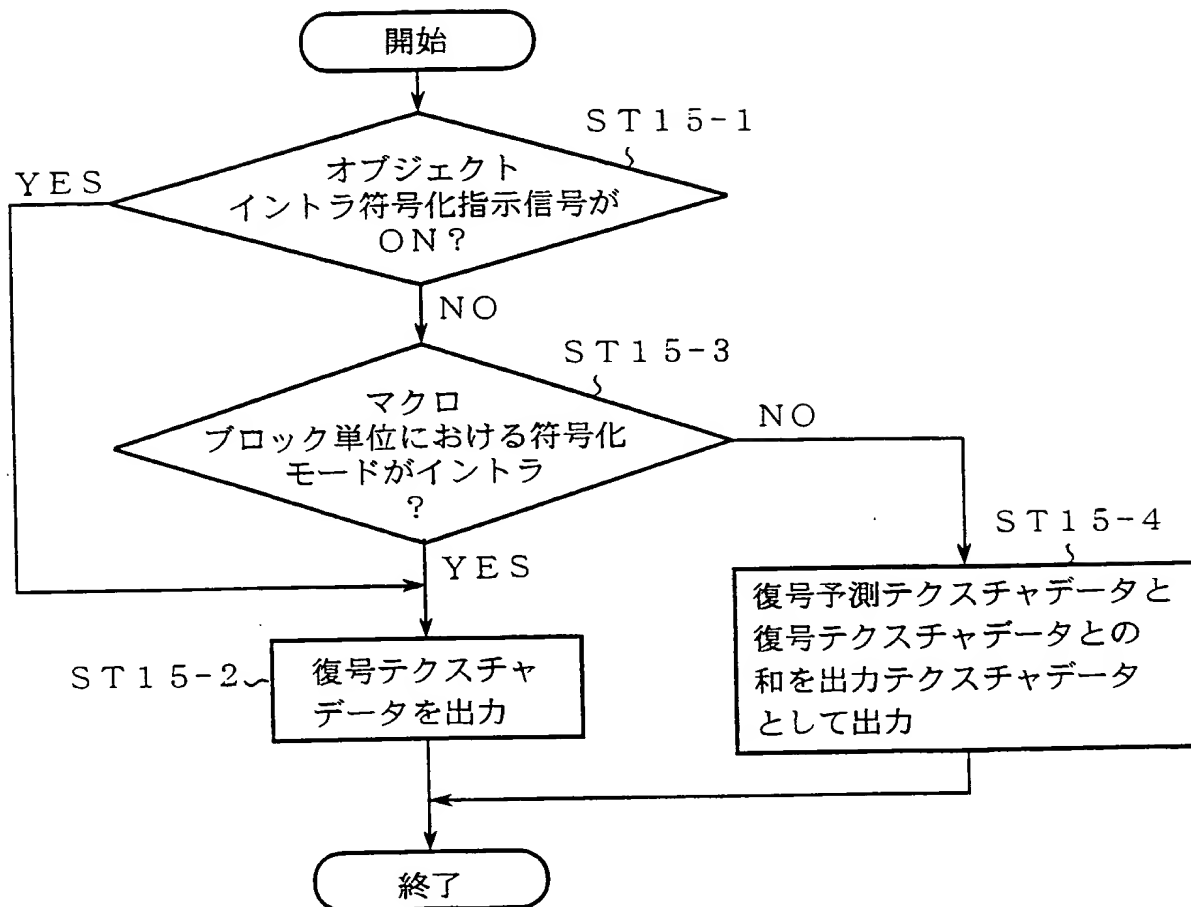 開始
ST15-1
オブジェクト
イントラ符号化指示信号が
ON?
YES
NO
ST15-3
マクロ
ブロック単位における符号化
モードがイントラ
?
NO
YES
ST15-4
復号予測テクスチャデータと
復号テクスチャデータとの
和を出力テクスチャデータ
として出力
ST15-2
復号テクスチャ
データを出力
終了